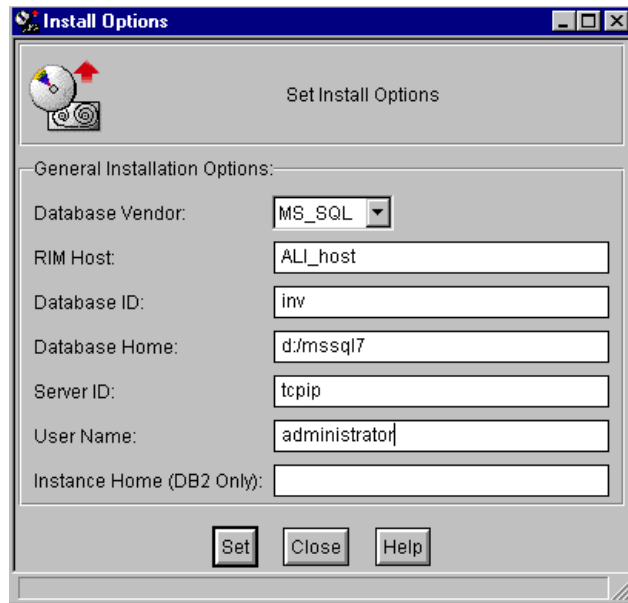 Install Options
Set Install Options
General Installation Options:
Database Vendor: MS_SQL
RIM Host: ALI_host
Database ID: inv
Database Home: d:/mssql7
Server ID: tcpip
User Name: administrator
Instance Home (DB2 Only):
Set Close Help